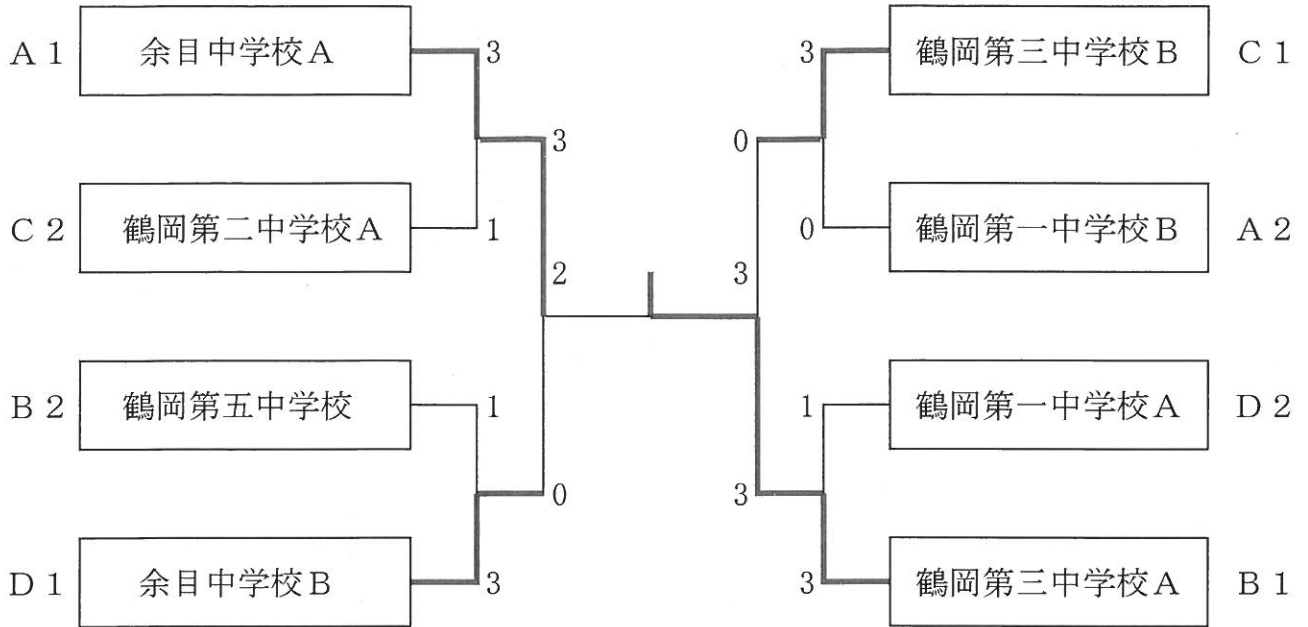 A 1 余目中学校A 3 3 鶴岡第三中学校B C 1
3 0
C 2 鶴岡第二中学校A 1 0 鶴岡第一中学校B A 2
2 3
B 2 鶴岡第五中学校 1 1 鶴岡第一中学校A D 2
0 3
D 1 余目中学校B 3 3 鶴岡第三中学校A B 1